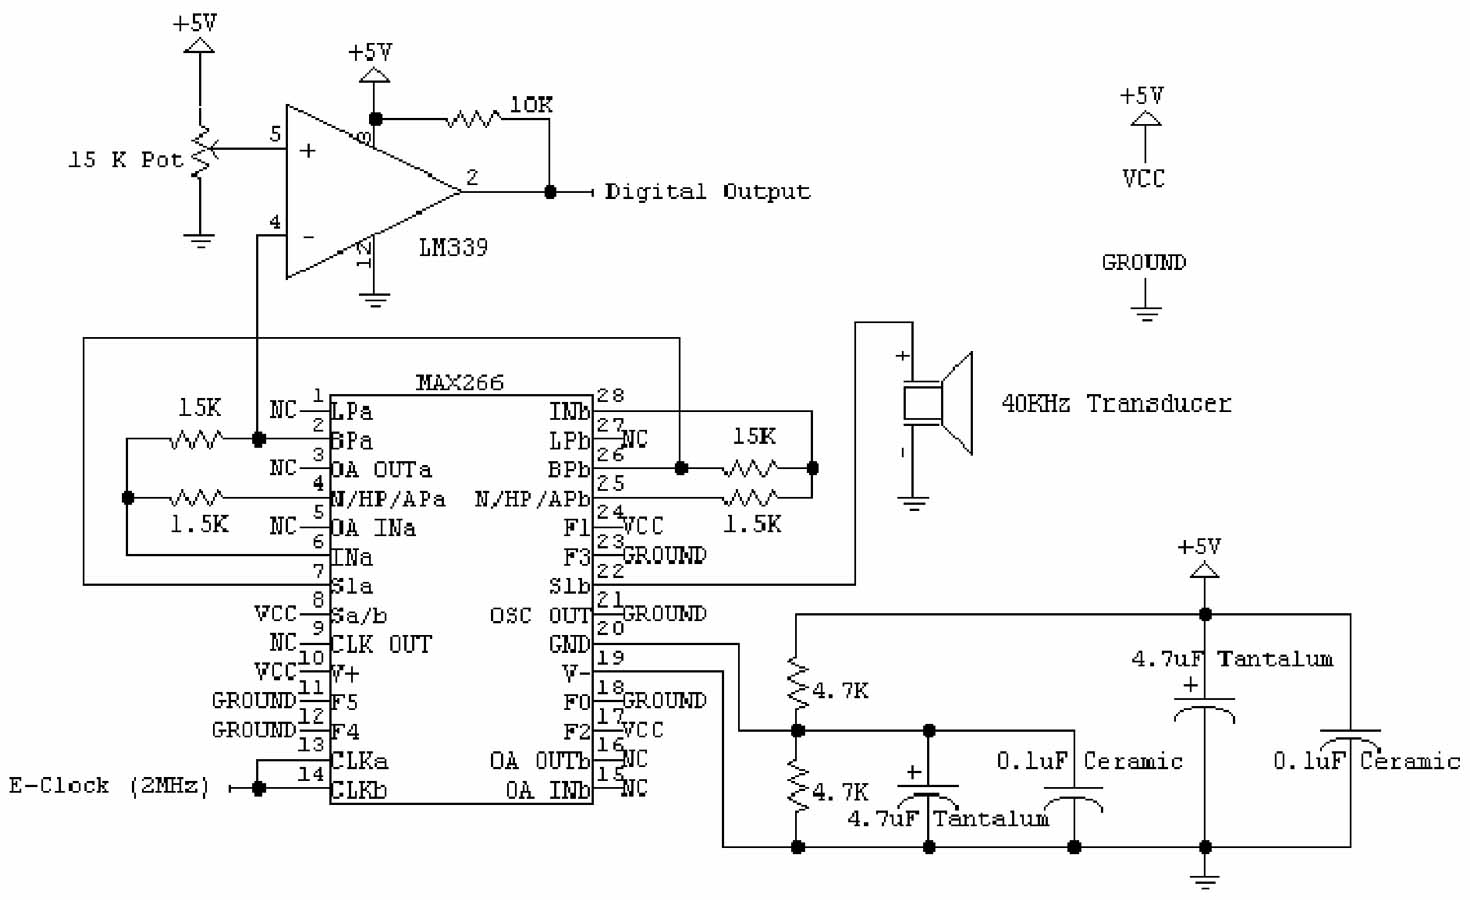 +5V
+5V
10K
+5V
5
+
3
15 K Pot
VCC
2
Digital Output
4
-
12
LM339
GROUND
MAX266
+
40KHz Transducer
-
15K
NC
1
LPa
INb
28
2
BPa
LPb
27
NC
15K
NC
3
OA OUTa
BPb
26
4
N/HP/APa
N/HP/APb
25
1.5K
NC
5
OA INa
F1
24
VCC
1.5K
6
INa
F3
23
GROUND
7
S1a
S1b
22
VCC
8
Sa/b
OSC OUT
21
GROUND
NC
9
CLK OUT
GND
20
VCC
10
V+
V-
19
GROUND
11
F5
F0
18
GROUND
GROUND
12
F4
F2
17
VCC
13
CLKa
OA OUTb
16
NC
E-Clock (2MHz)
14
CLKb
OA INb
15
NC
+5V
4.7uF Tantalum
+
4.7K
0.1uF Ceramic
0.1uF Ceramic
+
4.7K
4.7uF Tantalum